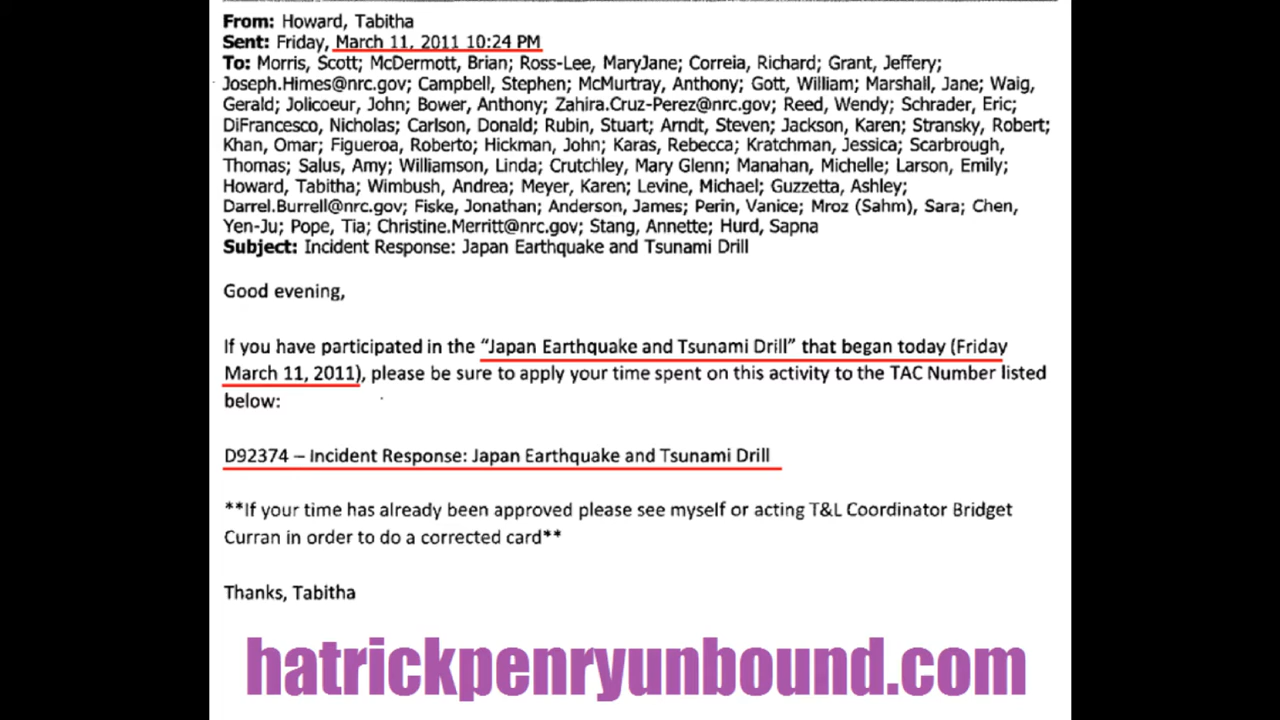 From: Howard, Tabitha
Sent: Friday, March 11, 2011 10:24 PM
To: Morris, Scott; McDermott, Brian; Ross-Lee, MaryJane; Correia, Richard; Grant, Jeffery;
Joseph.Himes@nrc.gov; Campbell, Stephen; McMurtray, Anthony; Gott, William; Marshall, Jane; Waig,
Gerald; Jolicoeur, John; Bower, Anthony; Zahira.Cruz-Perez@nrc.gov; Reed, Wendy; Schrader, Eric;
DiFrancesco, Nicholas; Carlson, Donald; Rubin, Stuart; Arndt, Steven; Jackson, Karen; Stransky, Robert;
Khan, Omar; Figueroa, Roberto; Hickman, John; Karas, Rebecca; Kratchman, Jessica; Scarbrough,
Thomas; Salus, Amy; Williamson, Linda; Crutchley, Mary Glenn; Manahan, Michelle; Larson, Emily;
Howard, Tabitha; Wimbush, Andrea; Meyer, Karen; Levine, Michael; Guzzetta, Ashley;
Darrel.Burrell@nrc.gov; Fiske, Jonathan; Anderson, James; Perin, Vanice; Mroz (Sahm), Sara; Chen,
Yen-Ju; Pope, Tia; Christine.Merritt@nrc.gov; Stang, Annette; Hurd, Sapna
Subject: Incident Response: Japan Earthquake and Tsunami Drill
Good evening,
If you have participated in the “Japan Earthquake and Tsunami Drill” that began today (Friday
March 11, 2011), please be sure to apply your time spent on this activity to the TAC Number listed
below:
D92374 – Incident Response: Japan Earthquake and Tsunami Drill
**If your time has already been approved please see myself or acting T&L Coordinator Bridget
Curran in order to do a corrected card**
Thanks, Tabitha
hatrickpenryunbound.com